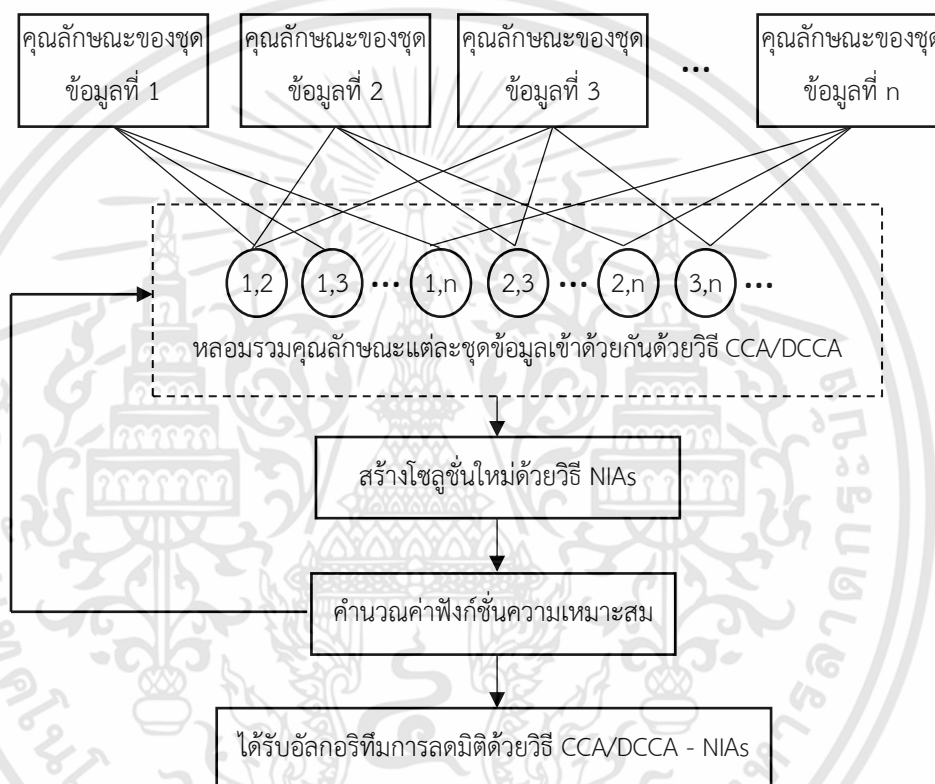 คุณลักษณะของชุด
ข้อมูลที่ 1
คุณลักษณะของชุด
ข้อมูลที่ 2
คุณลักษณะของชุด
ข้อมูลที่ 3
...
คุณลักษณะของชุด
ข้อมูลที่ n
1,2 1,3 ... 1,n 2,3 ... 2,n 3,n ...
หลอมรวมคุณลักษณะแต่ละชุดข้อมูลเข้าด้วยกันด้วยวิธี CCA/DCCA
สร้างโซลูชั่นใหม่ด้วยวิธี NIAs
คำนวณค่าฟังก์ชั่นความเหมาะสม
ได้รับอัลกอริทึมการลดมิติด้วยวิธี CCA/DCCA - NIAs